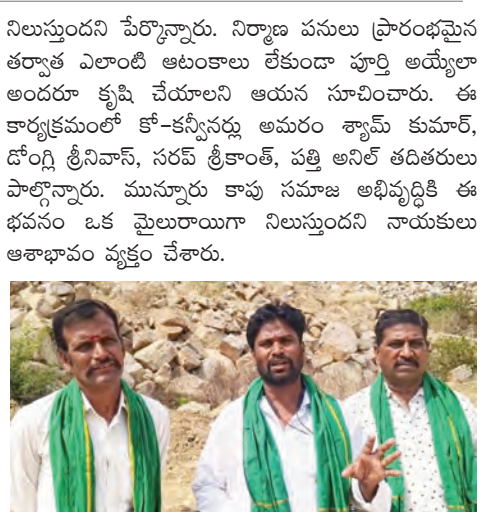 నిలుస్తుందని పేర్కొన్నారు. నిర్మాణ పనులు ప్రారంభమైన
తర్వాత ఎలాంటి ఆటంకాలు లేకుండా పూర్తి అయ్యేలా
అందరూ కృషి చేయాలని ఆయన సూచించారు. ఈ
కార్యక్రమంలో కో-కన్వీనర్లు అమరం శ్యామ్ కుమార్,
డోంగ్లి శ్రీనివాస్, సరప్ శ్రీకాంత్, పత్తి అనిల్ తదితరులు
పాల్గొన్నారు. మున్నూరు కాపు సమాజ అభివృద్ధికి ఈ
భవనం ఒక మైలురాయిగా నిలుస్తుందని నాయకులు
ఆశాభావం వ్యక్తం చేశారు.